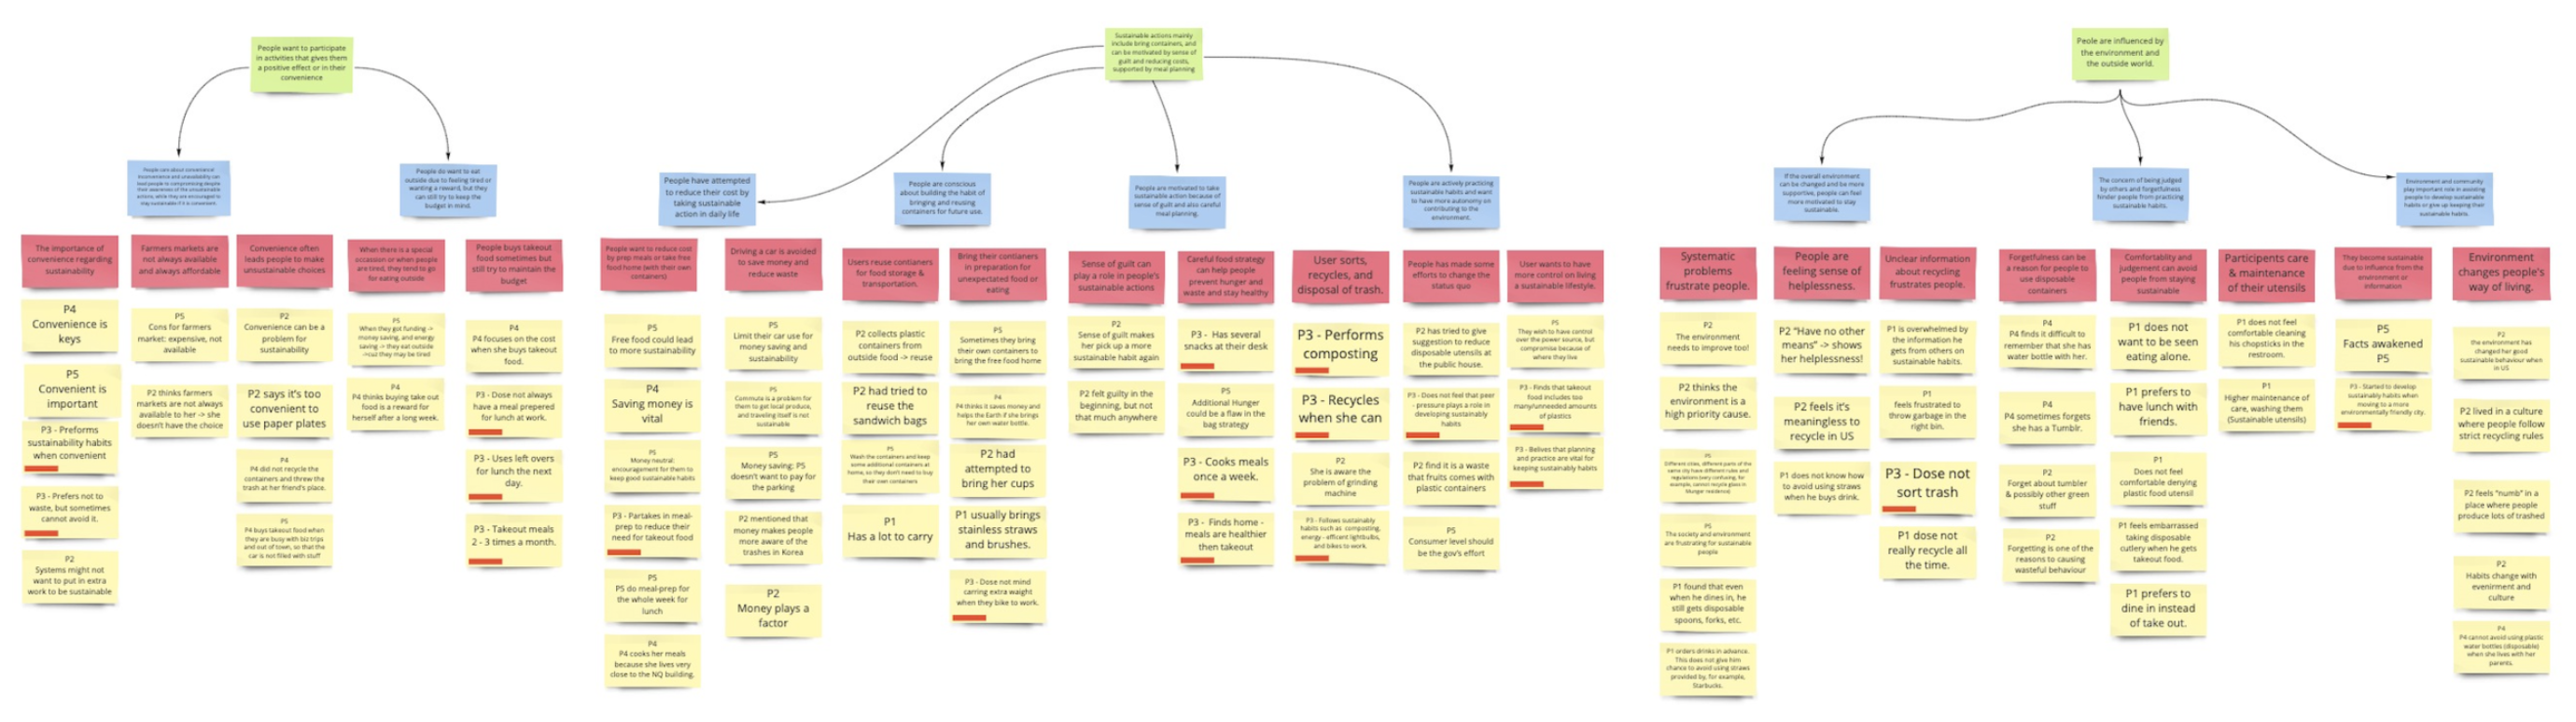 People want to participate
in activities that gives them
a positive effect or in their
convenience
Sustainable actions mainly
include bring containers, and
can be motivated by sense of
guilt and reducing costs,
supported by meal planning
Peole are influenced by
the environment and
the outside world.
People care about convenience!
Inconvenience and unavailability can
lead people to compromising despite
their awareness of the unsustainable
actions, while they are encouraged to
stay sustainable if it is convenient
People do want to eat
outside due to feeling tired or
wanting a reward, but they
can still try to keep the
budget in mind.
People have attempted
to reduce their cost by
taking sustainable
action in daily life
People are conscious
about building the habit of
bringing and reusing
containers for future use.
People are motivated to take
sustainable action because of
sense of guilt and also careful
meal planning.
People are actively practicing
sustainable habits and want
to have more autonomy on
contributing to the
environment.
If the overall environment
can be changed and be more
supportive, people can feel
more motivated to stay
sustainable.
The concern of being judged
by others and forgetfulness
hinder people from practicing
sustainable habits.
Environment and community
play important role in assisting
people to develop sustainable
habits or give up keeping their
sustainable habits.
The importance of
convenience regarding
sustainability
P4
Convenience is
keys
P5
Convenient is
important
P3 - Preforms
sustainability habits
when convenient
P3 - Prefers not to
waste, but sometimes
cannot avoid it.
P2
Systems might not
want to put in extra
work to be sustainable
Farmers markets are
not always available
and always affordable
P5
Cons for farmers
market: expensive, not
available
P2 thinks farmers
markets are not always
available to her -> she
doesn't have the choice
Convenience often
leads people to make
unsustainable choices
P2
Convenience can be a
problem for
sustainability
P2 says it's too
convenient to
use paper plates
P4
P4 did not recycle the
containers and threw the
trash at her friend's place.
P5
P4 buys takeout food when
they are busy with biz trips
and out of town, so that the
car is not filled with stuff
When there is a special
occassion or when people
are tired, they tend to go
for eating outside
P5
When they got funding ->
money saving, and energy
saving -> they eat outside
->cuz they may be tired
P4
P4 thinks buying take out
food is a reward for
herself after a long week.
People buys takeout
food sometimes but
still try to maintain the
budget
P4
P4 focuses on the cost
when she buys takeout
food.
P3 - Dose not always
have a meal prepared
for lunch at work.
P3 - Uses left overs
for lunch the next
day.
P3 - Takeout meals
2 - 3 times a month.
People want to reduce cost
by prep meals or take free
food home (with their own
containers)
P5
Free food could lead
to more sustainability
P4
Saving money is
vital
P5
Money neutral:
encouragement for them to
keep good sustainable habits
P3 - Partakes in meal-
prep to reduce their
need for takeout food
P5
P5 do meal-prep for
the whole week for
lunch
P4
P4 cooks her meals
because she lives very
close to the NQ building.
Driving a car is avoided
to save money and
reduce waste
P5
Limit their car use for
money saving and
sustainability
P5
Commute is a problem for
them to get local produce,
and traveling itself is not
sustainable
P5
Money saving: P5
doesn't want to pay for
the parking
P2 mentioned that
money makes people
more aware of the
trashes in Korea
P2
Money plays a
factor
Users reuse contianers
for food storage &
transportation.
P2 collects plastic
containers from
outside food -> reuse
P2 had tried to
reuse the
sandwich bags
P5
Wash the containers and keep
some additional containers at
home, so they don't need to buy
their own containers
P1
Has a lot to carry
Bring their contianers
in preparation for
unexpected food or
eating
P5
Sometimes they bring
their own containers to
bring the free food home
P4
P4 thinks it saves money and
helps the Earth if she brings
her own water bottle.
P2 had
attempted to
bring her cups
P1 usually brings
stainless straws
and brushes.
P3 - Dose not mind
carring extra waight
when they bike to work.
Sense of guilt can
play a role in people's
sustainable actions
P2
Sense of guilt makes
her pick up a more
sustainable habit again
P2 felt guilty in the
beginning, but not
that much anywhere
Careful food strategy
can help people
prevent hunger and
waste and stay healthy
P3 - Has several
snacks at their desk
P5
Additional Hunger
could be a flaw in the
bag strategy
P3 - Cooks meals
once a week.
P3 - Finds home -
meals are healthier
then takeout
User sorts,
recycles, and
disposal of trash.
P3 - Performs
composting
P3 - Recycles
when she can
P2
She is aware the
problem of grinding
machine
P3 - Follows sustainably
habits such as composting,
energy - efficent lightbulbs,
and bikes to work.
People has made some
efforts to change the
status quo
P2 has tried to give
suggestion to reduce
disposable utensils at
the public house.
P3 - Does not feel that peer
- pressure plays a role in
developing sustainably
habits
P2 find it is a waste
that fruits comes with
plastic containers
P5
Consumer level should
be the gov's effort
User wants to have
more control on living
a sustainable lifestyle.
P5
They wish to have control
over the power source, but
compromise because of
where they live
P3 - Finds that takeout
food includes too
many/unneeded amounts
of plastics
P3 - Belives that planning
and practice are vital for
keeping sustainably habits
Systematic
problems
frustrate people.
P2
The environment
needs to improve too!
P2 thinks the
environment is a
high priority cause.
P5
Different cities, different parts of the
same city have different rules and
regulations (very confusing, for
example, cannot recycle glass in
Munger residence)
P5
The society and environment
are frustrating for sustainable
people
P1 found that even
when he dines in, he
still gets disposable
spoons, forks, etc.
P1 orders drinks in advance.
This does not give him
chance to avoid using straws
provided by, for example,
Starbucks.
People are
feeling sense of
helplessness.
P2 "Have no other
means" -> shows
her helplessness!
P2 feels it's
meaningless to
recycle in US
P1 does not know how
to avoid using straws
when he buys drink.
Unclear information
about recycling
frustrates people.
P1 is overwhelmed by
the information he
gets from others on
sustainable habits.
P1
feels frustrated to
throw garbage in the
right bin.
P3 - Dose not
sort trash
P1 dose not
really recycle all
the time.
Forgetfulness can be
a reason for people to
use disposable
containers
P4
P4 finds it difficult to
remember that she has
water bottle with her.
P4
P4 sometimes forgets
she has a Tumblr.
P2
Forget about tumbler
& possibly other green
stuff
P2
Forgetting is one of the
reasons to causing
wasteful behaviour
Comfortablity and
judgement can avoid
people from staying
sustainable
P1 does not
want to be seen
eating alone.
P1 prefers to
have lunch with
friends.
P1
Does not feel
comfortable denying
plastic food utensil
P1 feels embarrassed
taking disposable
cutlery when he gets
takeout food.
P1 prefers to
dine in instead
of take out.
Participants care
& maintenance
of their utensils
P1 does not feel
comfortable cleaning
his chopsticks in the
restroom.
P1
Higher maintenance of
care, washing them
(Sustainable utensils)
They become sustainable
due to influence from the
environment or
information
P5
Facts awakened
P5
P3 - Started to develop
sustainably habits when
moving to a more
environmentally friendly city.
Environment
changes people's
way of living.
P2
the environment has
changed her good
sustainable behaviour when
in US
P2 lived in a culture
where people follow
strict recycling rules
P2 feels "numb" in a
place where people
produce lots of trashed
P2
Habits change with
evenirment and
culture
P4
P4 cannot avoid using plastic
water bottles (disposable)
when she lives with her
parents.